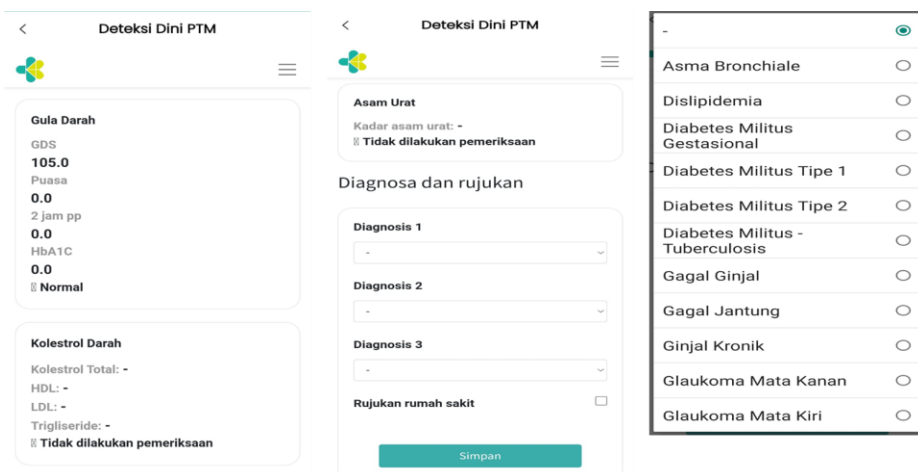 Deteksi Dini PTM
Gula Darah
GDS
105.0
Puasa
0.0
2 jam pp
0.0
HbA1C
0.0
Normal
Kolestrol Darah
Kolestrol Total: -
HDL: -
LDL: -
Trigliseride: -
Tidak dilakukan pemeriksaan
Deteksi Dini PTM
Asam Urat
Kadar asam urat: -
Tidak dilakukan pemeriksaan
Diagnosa dan rujukan
Diagnosis 1
-
Diagnosis 2
-
Diagnosis 3
-
Rujukan rumah sakit
Simpan
-
Asma Bronchiale
Dislipidemia
Diabetes Militus
Gestasional
Diabetes Militus Tipe 1
Diabetes Militus Tipe 2
Diabetes Militus -
Tuberculosis
Gagal Ginjal
Gagal Jantung
Ginjal Kronik
Glaukoma Mata Kanan
Glaukoma Mata Kiri